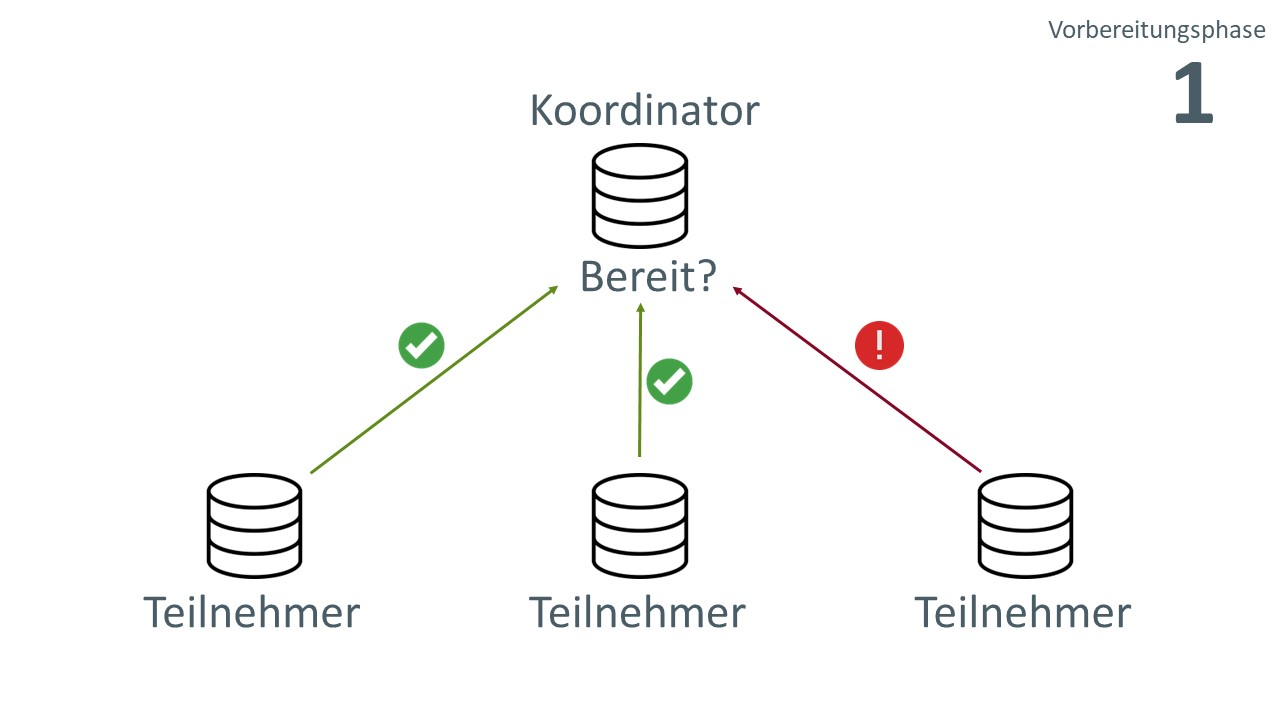 Vorbereitungsphase
1
Koordinator
Bereit?
Teilnehmer
Teilnehmer
Teilnehmer